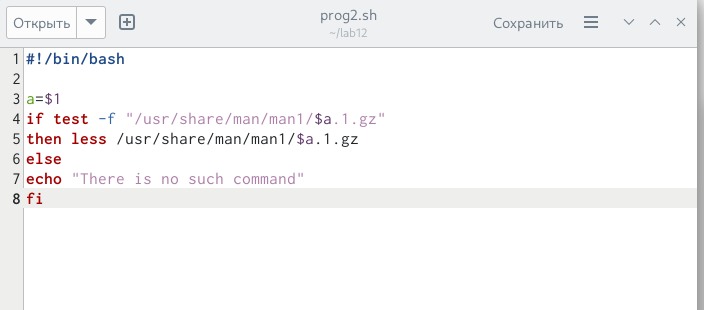 Открыть
prog2.sh
~/lab12
Сохранить
1 #!/bin/bash
2
3 a=$1
4 if test -f "/usr/share/man/man1/$a.1.gz"
5 then less /usr/share/man/man1/$a.1.gz
6 else
7 echo "There is no such command"
8 fi